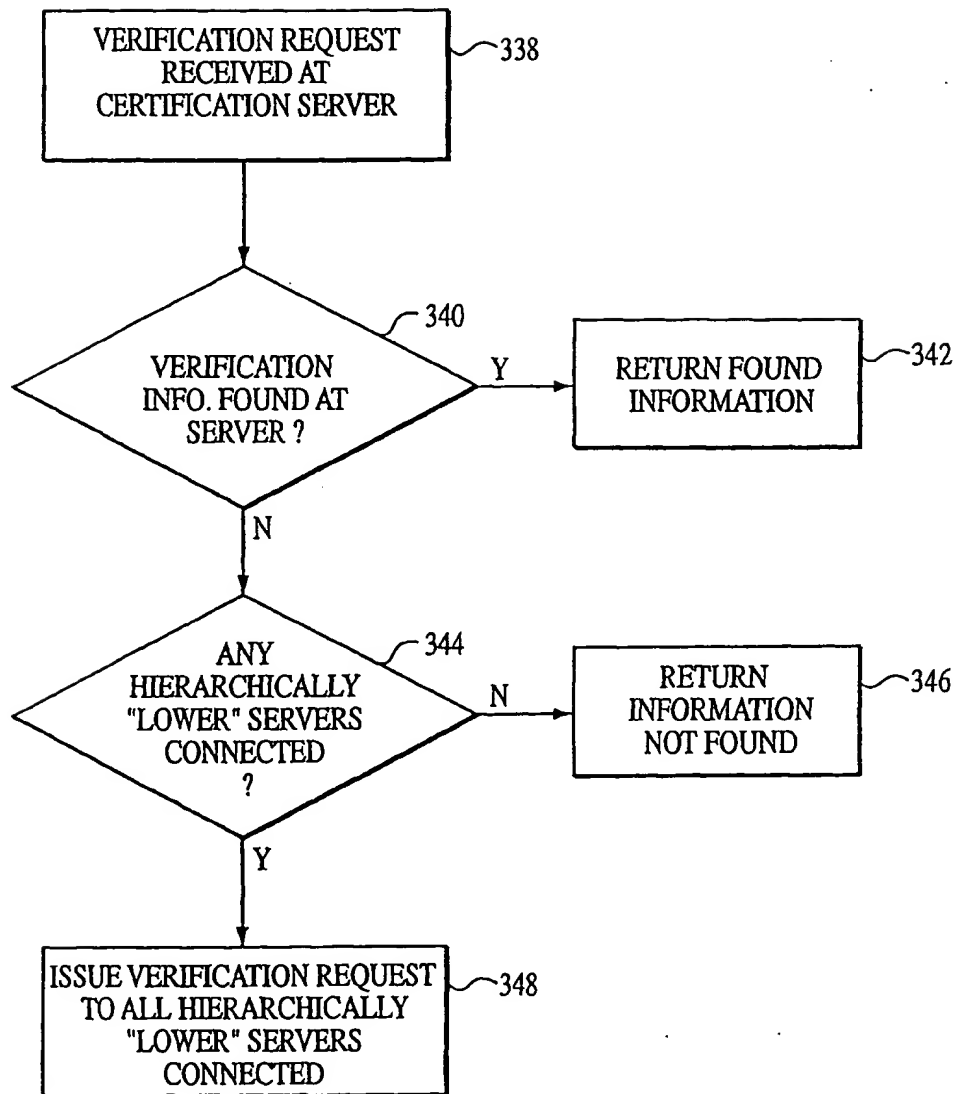 VERIFICATION REQUEST
RECEIVED AT
CERTIFICATION SERVER
338
340
VERIFICATION
INFO. FOUND AT
SERVER ?
Y
RETURN FOUND
INFORMATION
342
N
344
ANY
HIERARCHICALLY
"LOWER" SERVERS
CONNECTED
?
N
RETURN
INFORMATION
NOT FOUND
346
Y
ISSUE VERIFICATION REQUEST
TO ALL HIERARCHICALLY
"LOWER" SERVERS
CONNECTED
348